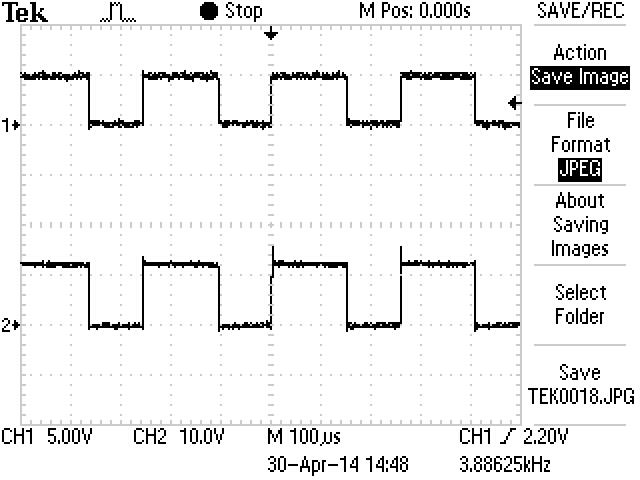 Tek Stop M Pos: 0.000s SAVE/REC
Action
Save Image
File
Format
JPEG
About
Saving
Images
Select
Folder
Save
TEK0018.JPG
1
2
CH1 5.00V CH2 10.0V M 100µs CH1 2.20V
30-Apr-14 14:48 3.88625kHz